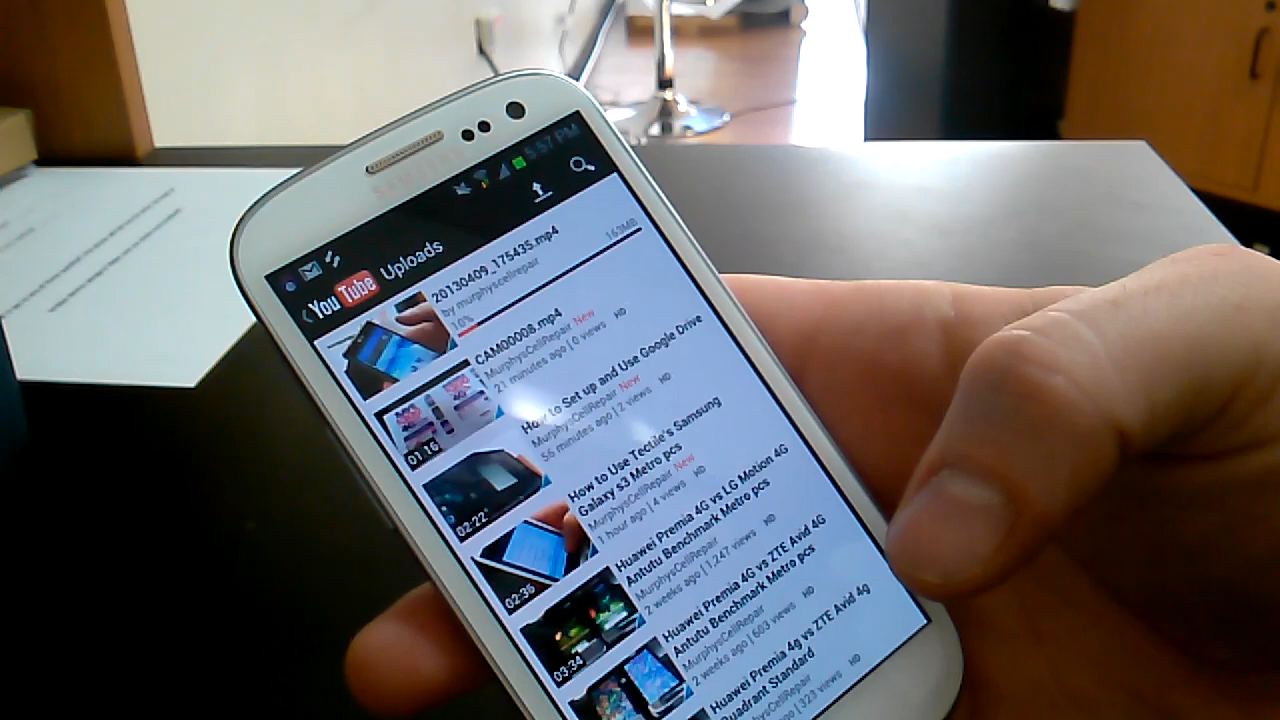 SAMSUNG
5:57 PM
YouTube Uploads
20130409_175435.mp4
by murphyscellrepair
10%
163MB
CAM00008.mp4
MurphysCellRepair New
21 minutes ago | 0 views HD
01:16
How to Set up and Use Google Drive
MurphysCellRepair New
56 minutes ago | 2 views HD
02:22
How to Use Tectile's Samsung
Galaxy s3 Metro pcs
MurphysCellRepair New
1 hour ago | 4 views HD
02:36
Huawei Premia 4G vs LG Motion 4G
Antutu Benchmark Metro pcs
MurphysCellRepair
2 weeks ago | 1,247 views HD
03:34
Huawei Premia 4G vs ZTE Avid 4G
Antutu Benchmark Metro pcs
MurphysCellRepair
2 weeks ago | 603 views HD
Huawei Premia 4g vs ZTE Avid 4g
Quadrant Standard
MurphysCellRepair
ago | 323 views HD